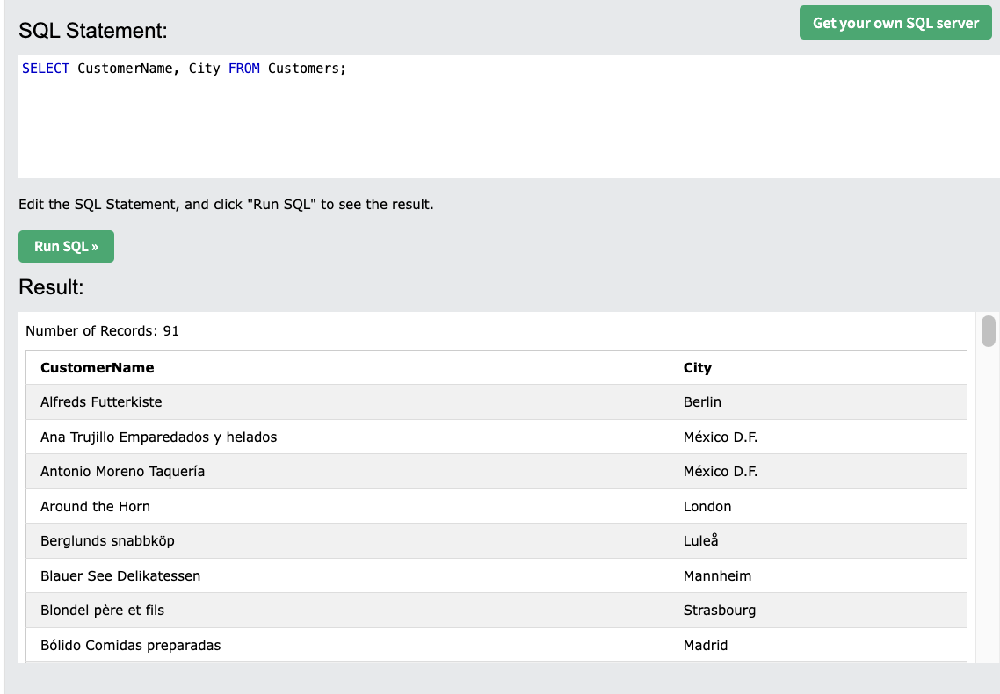 SQL Statement:
Get your own SQL server
SELECT CustomerName, City FROM Customers;
Edit the SQL Statement, and click "Run SQL" to see the result.
Run SQL »
Result:
Number of Records: 91
CustomerName City
Alfreds Futterkiste Berlin
Ana Trujillo Emparedados y helados México D.F.
Antonio Moreno Taquería México D.F.
Around the Horn London
Berglunds snabbköp Luleå
Blauer See Delikatessen Mannheim
Blondel père et fils Strasbourg
Bólido Comidas preparadas Madrid